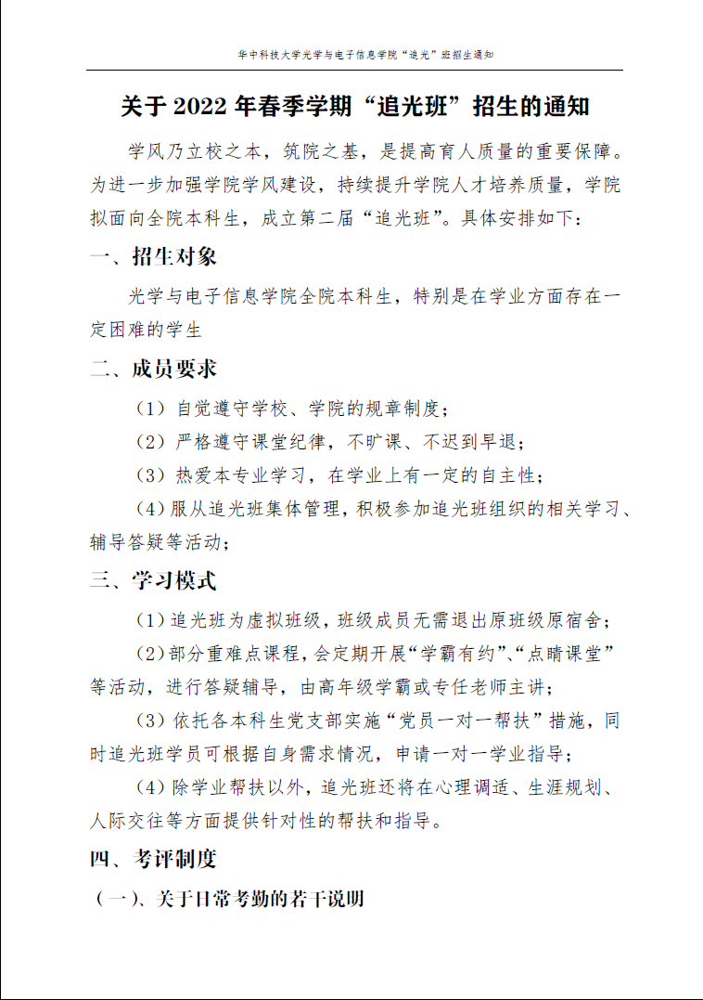 华中科技大学光学与电子信息学院“追光”班招生通知
关于 2022 年春季学期“追光班”招生的通知
学风乃立校之本，筑院之基，是提高育人质量的重要保障。
为进一步加强学院学风建设，持续提升学院人才培养质量，学院
拟面向全院本科生，成立第二届“追光班”。具体安排如下：
一、招生对象
光学与电子信息学院全院本科生，特别是在学业方面存在一
定困难的学生
二、成员要求
（1）自觉遵守学校、学院的规章制度；
（2）严格遵守课堂纪律，不旷课、不迟到早退；
（3）热爱本专业学习，在学业上有一定的自主性；
（4）服从追光班集体管理，积极参加追光班组织的相关学习、
辅导答疑等活动；
三、学习模式
（1）追光班为虚拟班级，班级成员无需退出原班级原宿舍；
（2）部分重难点课程，会定期开展“学霸有约”、“点睛课堂”
等活动，进行答疑辅导，由高年级学霸或专任老师主讲；
（3）依托各本科生党支部实施“党员一对一帮扶”措施，同
时追光班学员可根据自身需求情况，申请一对一学业指导；
（4）除学业帮扶以外，追光班还将在心理调适、生涯规划、
人际交往等方面提供针对性的帮扶和指导。
四、考评制度
（一）、关于日常考勤的若干说明